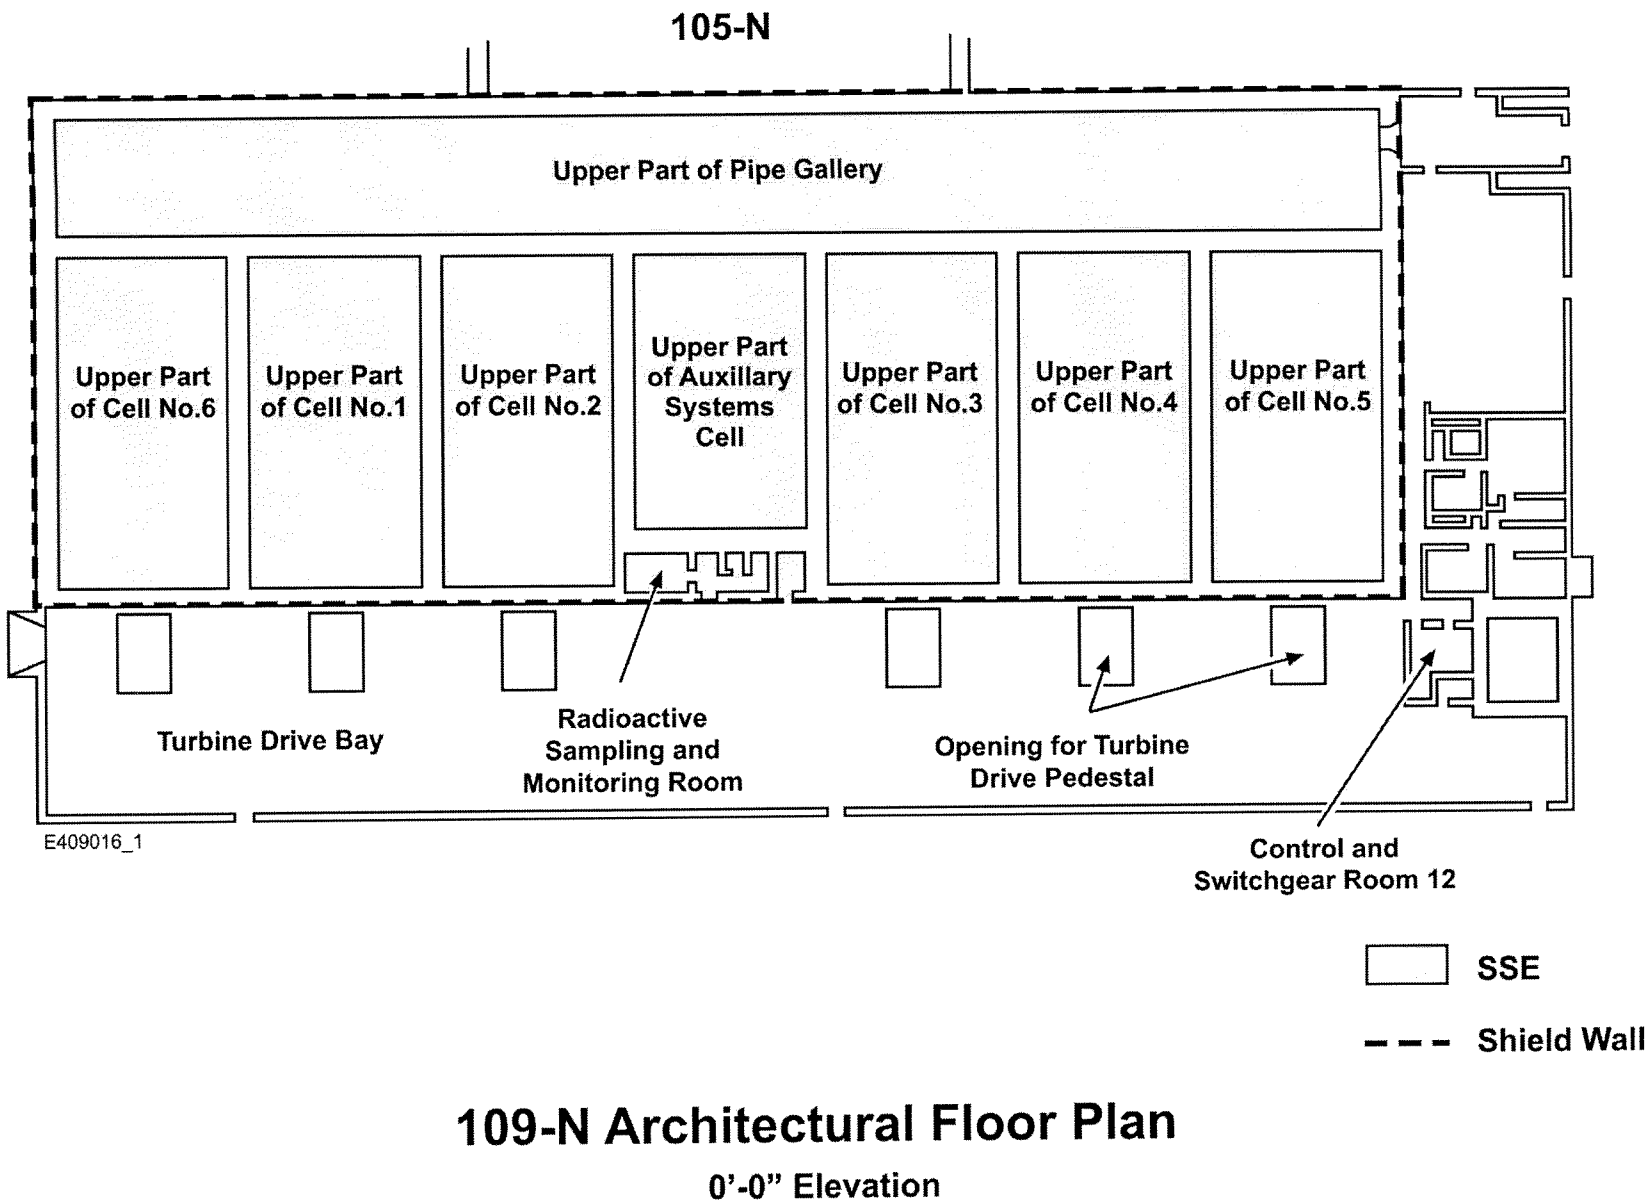 105-N
Upper Part of Pipe Gallery
Upper Part
of Cell No.6
Upper Part
of Cell No.1
Upper Part
of Cell No.2
Upper Part
of Auxillary
Systems
Cell
Upper Part
of Cell No.3
Upper Part
of Cell No.4
Upper Part
of Cell No.5
Turbine Drive Bay
Radioactive
Sampling and
Monitoring Room
Opening for Turbine
Drive Pedestal
E409016_1
Control and
Switchgear Room 12
SSE
Shield Wall
109-N Architectural Floor Plan
0'-0” Elevation